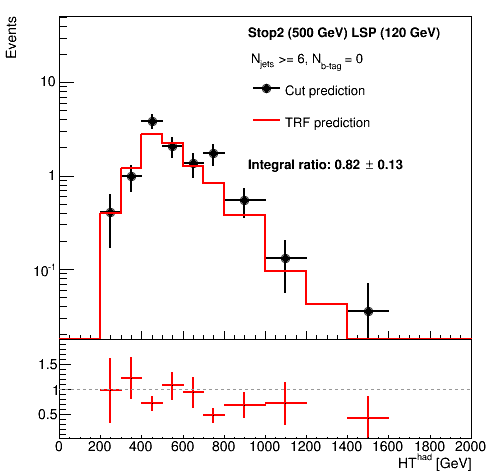 Events
Stop2 (500 GeV) LSP (120 GeV)
N_jets >= 6, N_b-tag = 0
Cut prediction
TRF prediction
Integral ratio: 0.82 ± 0.13
10
1
10^-1
1.5
1
0.5
0 200 400 600 800 1000 1200 1400 1600 1800 2000
HT^had [GeV]